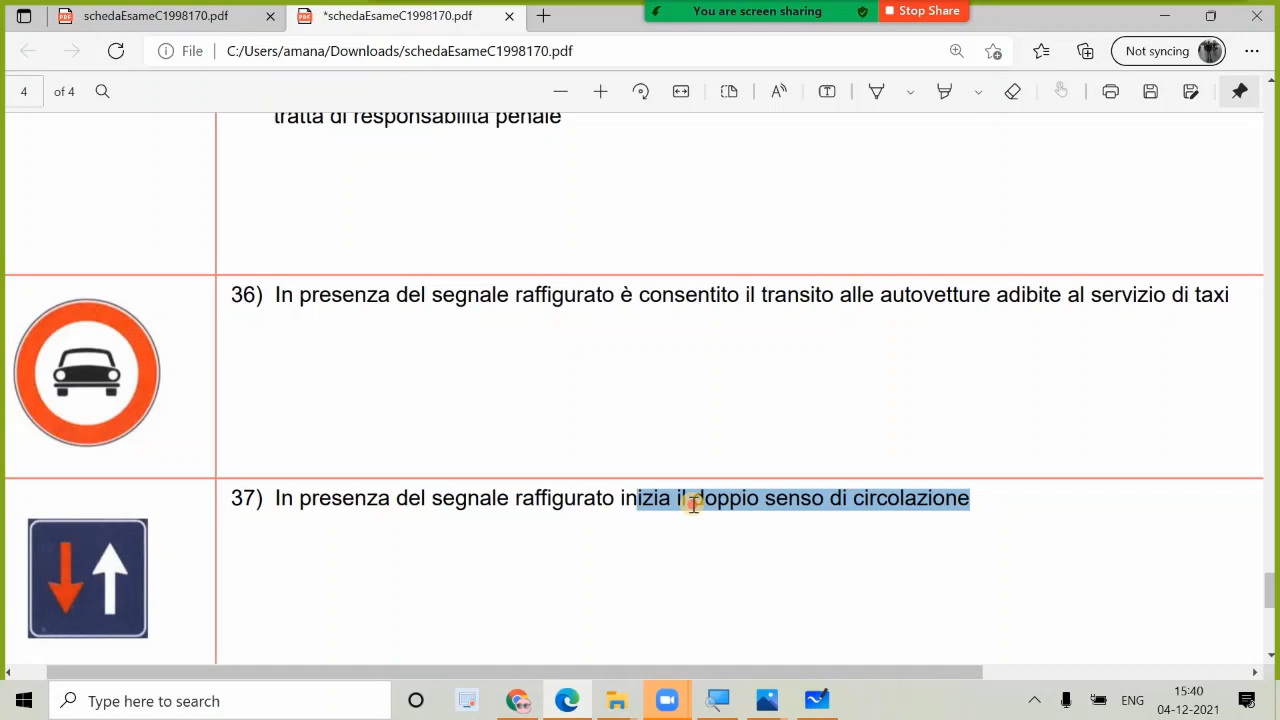 schedaEsameC1998170.pdf
*schedaEsameC1998170.pdf
You are screen sharing
Stop Share
File
C:/Users/amana/Downloads/schedaEsameC1998170.pdf
Not syncing
4 of 4
tratta di responsabilità penale
36) In presenza del segnale raffigurato è consentito il transito alle autovetture adibite al servizio di taxi
37) In presenza del segnale raffigurato inizia il doppio senso di circolazione
Type here to search
ENG
15:40
04-12-2021